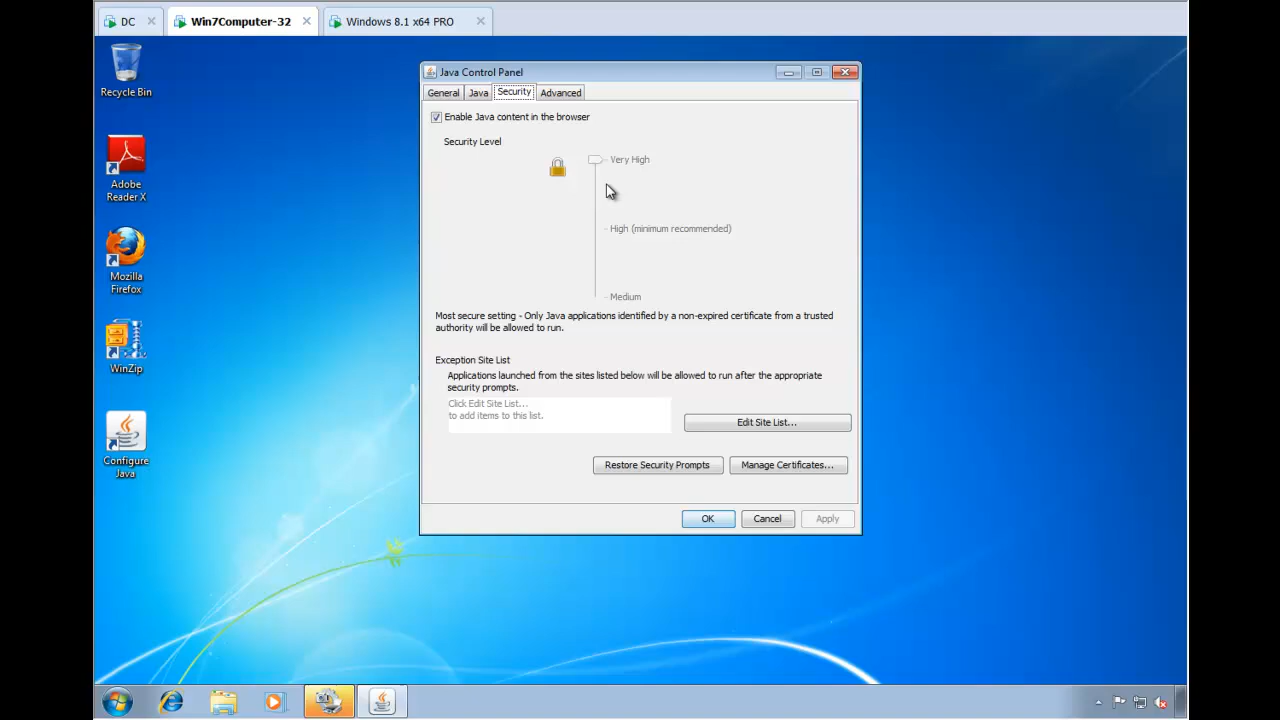 DC
Win7Computer-32
Windows 8.1 x64 PRO
Recycle Bin
Adobe
Reader X
Mozilla
Firefox
WinZip
Configure
Java
Java Control Panel
General
Java
Security
Advanced
Enable Java content in the browser
Security Level
Very High
High (minimum recommended)
Medium
Most secure setting - Only Java applications identified by a non-expired certificate from a trusted
authority will be allowed to run.
Exception Site List
Applications launched from the sites listed below will be allowed to run after the appropriate
security prompts.
Click Edit Site List...
to add items to this list.
Edit Site List...
Restore Security Prompts
Manage Certificates...
OK
Cancel
Apply